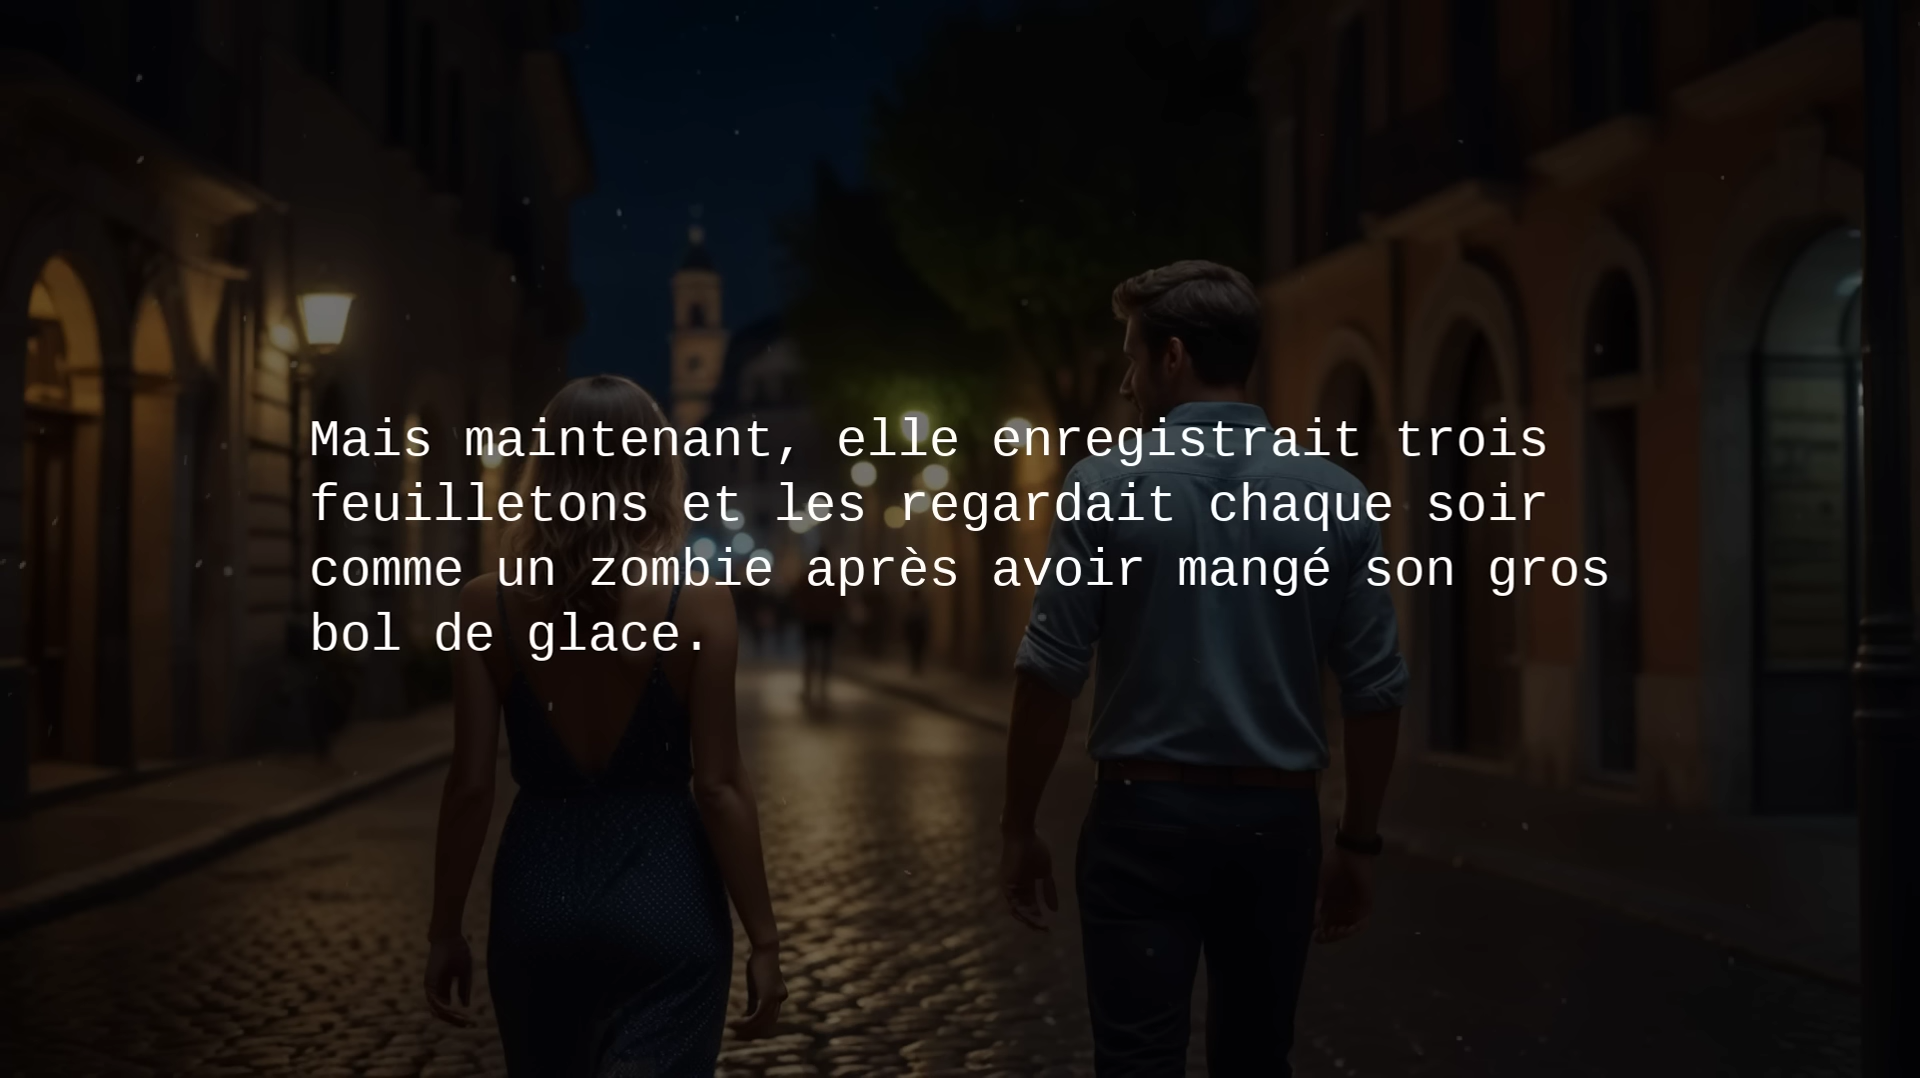 Mais maintenant, elle enregistrait trois
feuilletons et les regardait chaque soir
comme un zombie après avoir mangé son gros
bol de glace.